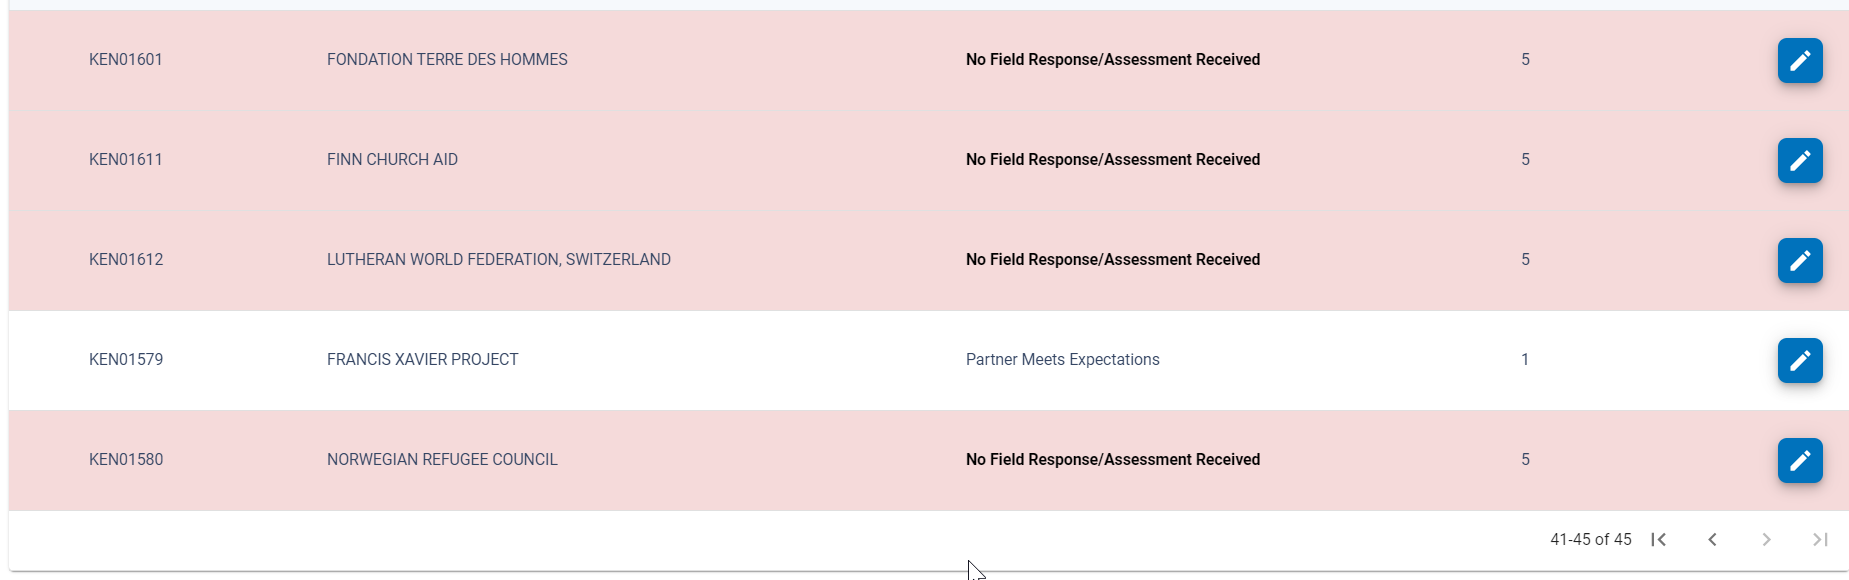 KEN01601 FONDATION TERRE DES HOMMES No Field Response/Assessment Received 5
KEN01611 FINN CHURCH AID No Field Response/Assessment Received 5
KEN01612 LUTHERAN WORLD FEDERATION, SWITZERLAND No Field Response/Assessment Received 5
KEN01579 FRANCIS XAVIER PROJECT Partner Meets Expectations 1
KEN01580 NORWEGIAN REFUGEE COUNCIL No Field Response/Assessment Received 5
41-45 of 45